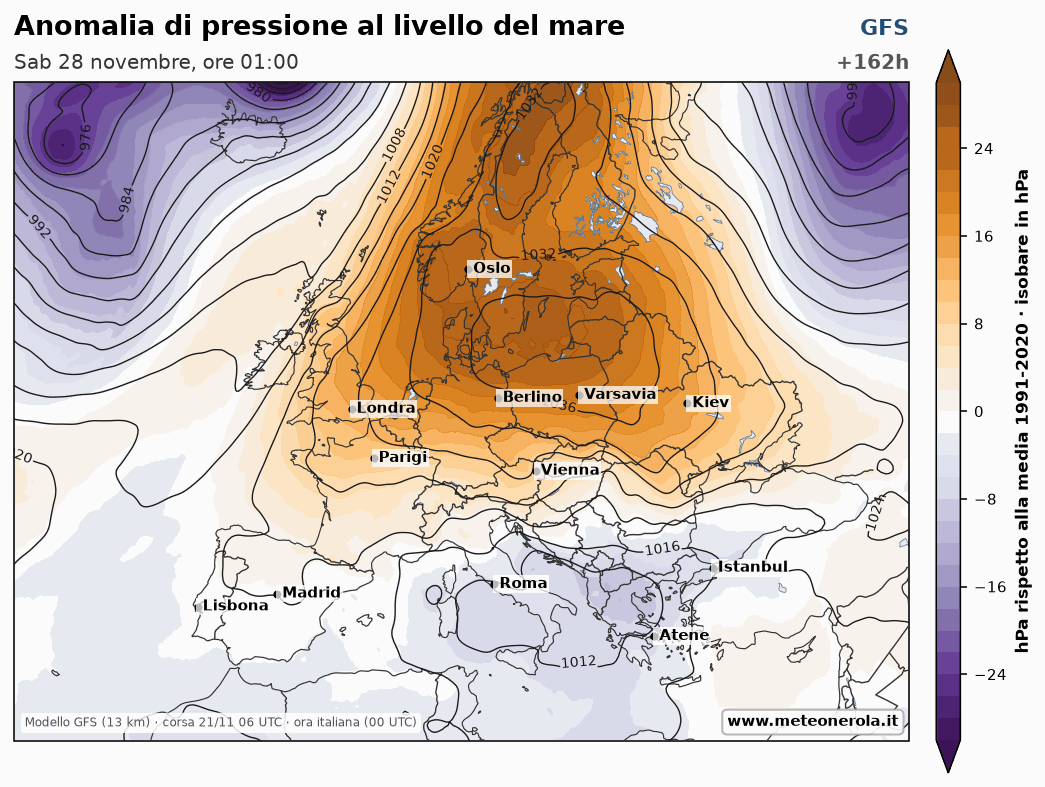 Anomalia di pressione al livello del mare
GFS
Sab 28 novembre, ore 01:00
+162h
980
976
984
992
1008
1012
1020
1032
1032
Oslo
Berlino
Varsavia
Kiev
Londra
Parigi
Vienna
20
1024
1016
Istanbul
Roma
Madrid
Lisbona
Atene
1012
24
16
8
0
−8
−16
−24
hPa rispetto alla media 1991-2020 · isobare in hPa
Modello GFS (13 km) · corsa 21/11 06 UTC · ora italiana (00 UTC)
www.meteonerola.it